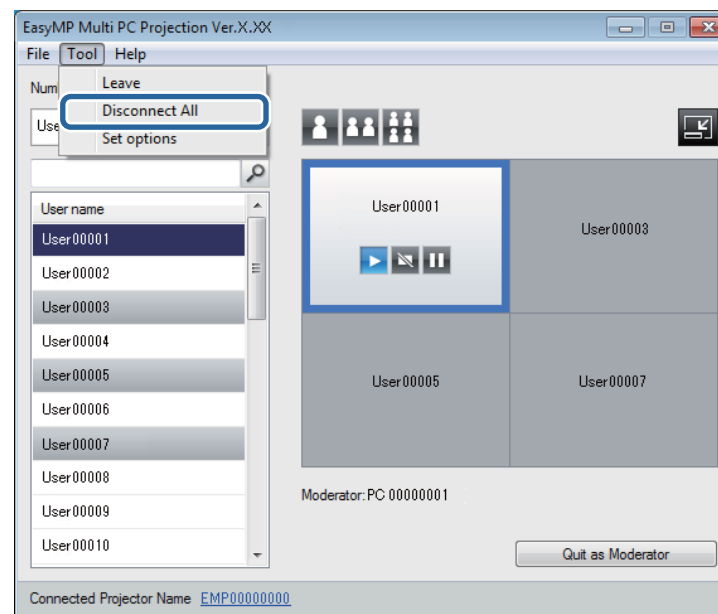 EasyMP Multi PC Projection Ver.X.XX
File Tool Help
Leave
Disconnect All
Set options
Num
Use
User name
User00001
User00002
User00003
User00004
User00005
User00006
User00007
User00008
User00009
User00010
User00001
User00003
User00005
User00007
Moderator: PC 00000001
Quit as Moderator
Connected Projector Name EMP00000000